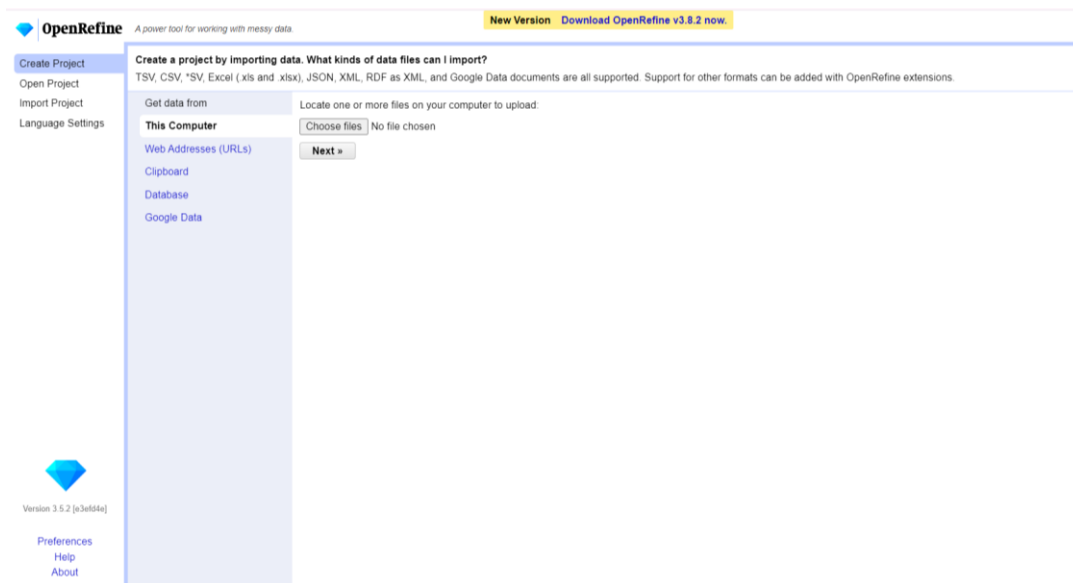 OpenRefine A power tool for working with messy data
New Version Download OpenRefine v3.8.2 now.
Create Project
Open Project
Import Project
Language Settings
Create a project by importing data. What kinds of data files can I import?
TSV, CSV, *SV, Excel (.xls and .xlsx), JSON, XML, RDF as XML, and Google Data documents are all supported. Support for other formats can be added with OpenRefine extensions.
Get data from
This Computer
Web Addresses (URLs)
Clipboard
Database
Google Data
Locate one or more files on your computer to upload:
Choose files No file chosen
Next »
Version 3.5.2 [e3efd4e]
Preferences
Help
About